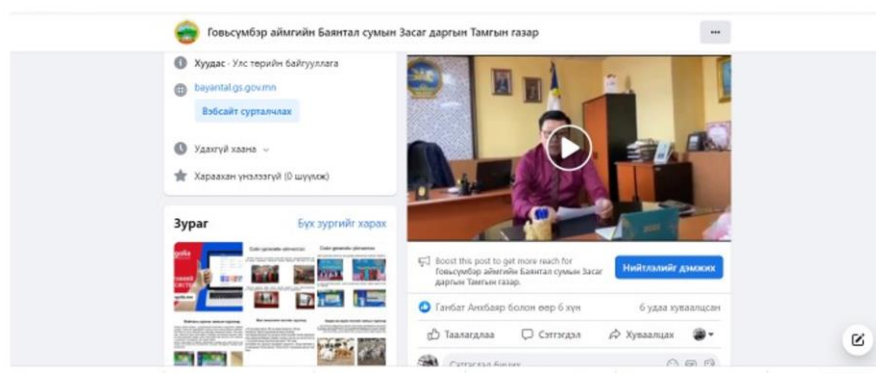 Говьсүмбэр аймгийн Баянтал сумын Засаг даргын Тамгын газар
Хуудас · Улс төрийн байгууллага
bayantal.gs.gov.mn
Вэбсайт сурталчлах
Удахгүй хаана
Хараахан үнэлээгүй (0 шүүмж)
Зураг
Бүх зургийг харах
Boost this post to get more reach for
Говьсүмбэр аймгийн Баянтал сумын Засаг
даргын Тамгын газар.
Нийтлэлийг дэмжих
Ганбат Анхбаяр болон өөр 6 хүн
6 удаа хуваалцсан
Таалагдлаа
Сэтгэгдэл
Хуваалцах
Сэтгэгдэл бичих